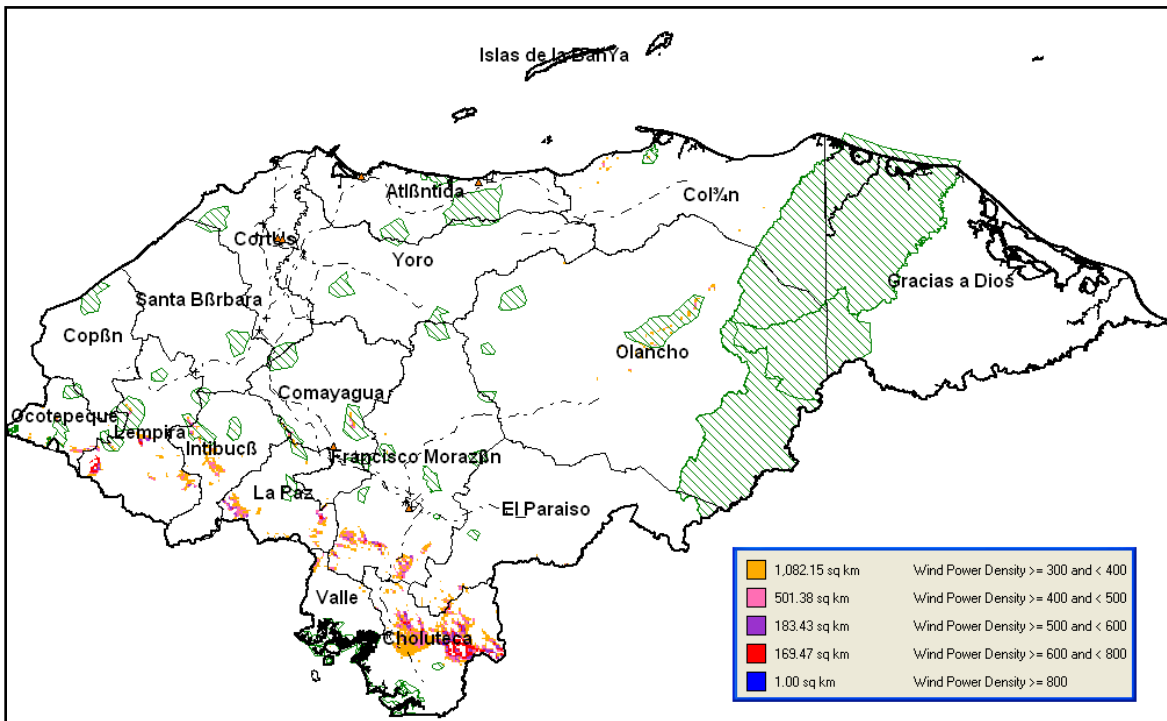 Islas de la BahYa
Atlßntida
Col¾n
CortÚs
Yoro
Gracias a Dios
Santa Bßrbara
Copßn
Olancho
Comayagua
Ocotepeque
Lempira
Intibucß
Francisco Morazßn
La Paz
El Paraiso
Valle
Choluteca
1,082.15 sq km Wind Power Density >= 300 and < 400
501.38 sq km Wind Power Density >= 400 and < 500
183.43 sq km Wind Power Density >= 500 and < 600
169.47 sq km Wind Power Density >= 600 and < 800
1.00 sq km Wind Power Density >= 800